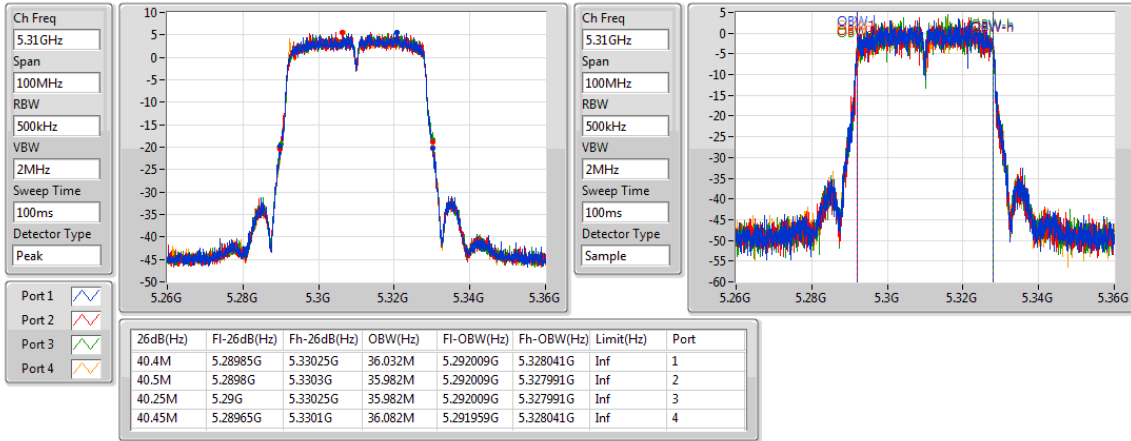 Ch Freq
5.31GHz
Span
100MHz
RBW
500kHz
VBW
2MHz
Sweep Time
100ms
Detector Type
Peak
10
5
0
-5
-10
-15
-20
-25
-30
-35
-40
-45
-50
5.26G 5.28G 5.3G 5.32G 5.34G 5.36G
Ch Freq
5.31GHz
Span
100MHz
RBW
500kHz
VBW
2MHz
Sweep Time
100ms
Detector Type
Sample
OBW-l OBW-h
5
0
-5
-10
-15
-20
-25
-30
-35
-40
-45
-50
-55
-60
5.26G 5.28G 5.3G 5.32G 5.34G 5.36G
Port 1
Port 2
Port 3
Port 4
26dB(Hz) Fl-26dB(Hz) Fh-26dB(Hz) OBW(Hz) Fl-OBW(Hz) Fh-OBW(Hz) Limit(Hz) Port
40.4M 5.28985G 5.33025G 36.032M 5.292009G 5.328041G Inf 1
40.5M 5.2898G 5.3303G 35.982M 5.292009G 5.327991G Inf 2
40.25M 5.29G 5.33025G 35.982M 5.292009G 5.327991G Inf 3
40.45M 5.28965G 5.3301G 36.082M 5.291959G 5.328041G Inf 4